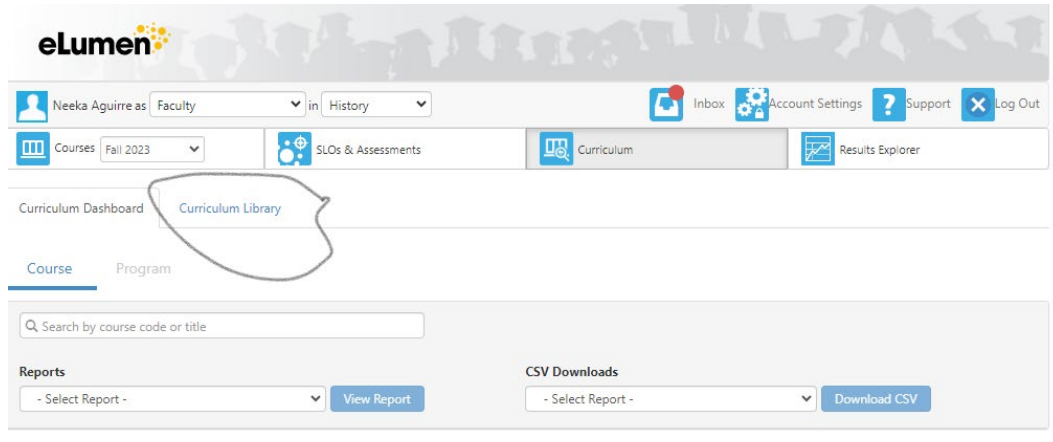 eLumen
Neeka Aguirre as Faculty in History Inbox Account Settings ? Support X Log Out
Courses Fall 2023 SLOs & Assessments Curriculum Results Explorer
Curriculum Dashboard Curriculum Library
Course Program
Search by course code or title
Reports CSV Downloads
- Select Report - View Report - Select Report - Download CSV